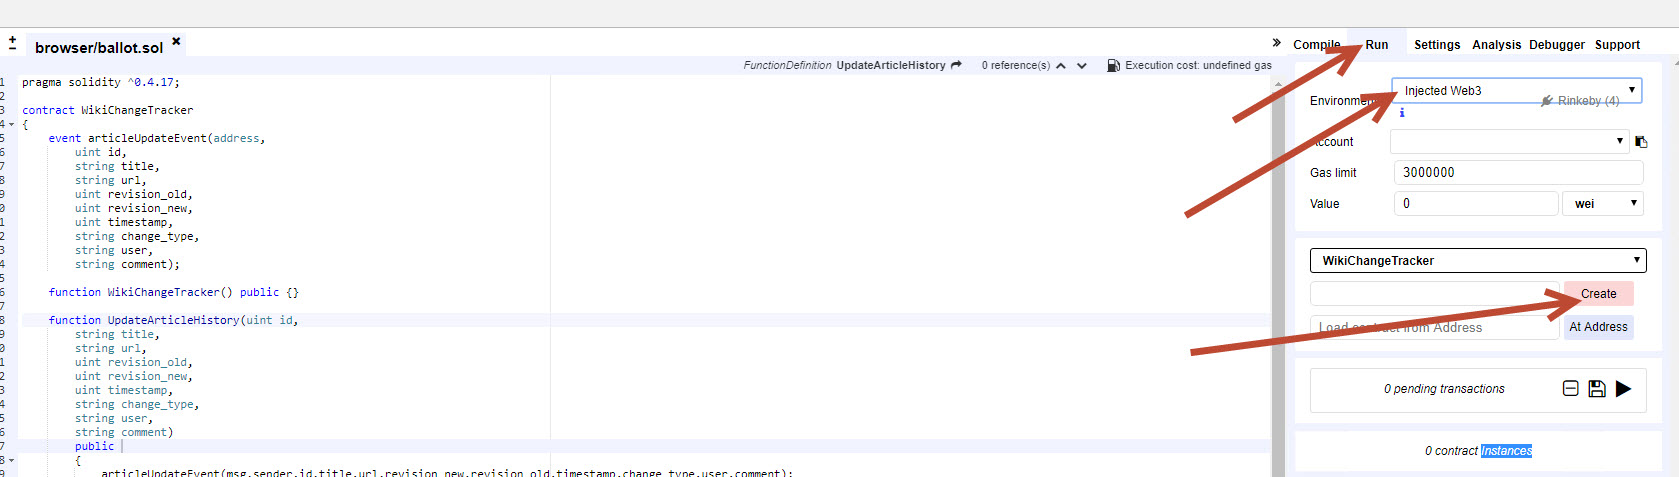 browser/ballot.sol
Compile Run Settings Analysis Debugger Support
FunctionDefinition UpdateArticleHistory 0 reference(s) Execution cost: undefined gas
1 pragma solidity ^0.4.17;
2
3 contract WikiChangeTracker
4 {
5 event articleUpdateEvent(address,
6 uint id,
7 string title,
8 string url,
9 uint revision_old,
0 uint revision_new,
1 uint timestamp,
2 string change_type,
3 string user,
4 string comment);
5
6 function WikiChangeTracker() public {}
7
8 function UpdateArticleHistory(uint id,
9 string title,
0 string url,
1 uint revision_old,
2 uint revision_new,
3 uint timestamp,
4 string change_type,
5 string user,
6 string comment)
7 public
8 {
9 articleUpdateEvent(msg.sender,id,title,url,revision_new,revision_old,timestamp,change_type,user,comment);
Environment Injected Web3
Rinkeby (4)
i
Account
Gas limit 3000000
Value 0 wei
WikiChangeTracker
Create
Load contract from Address At Address
0 pending transactions
0 contract Instances